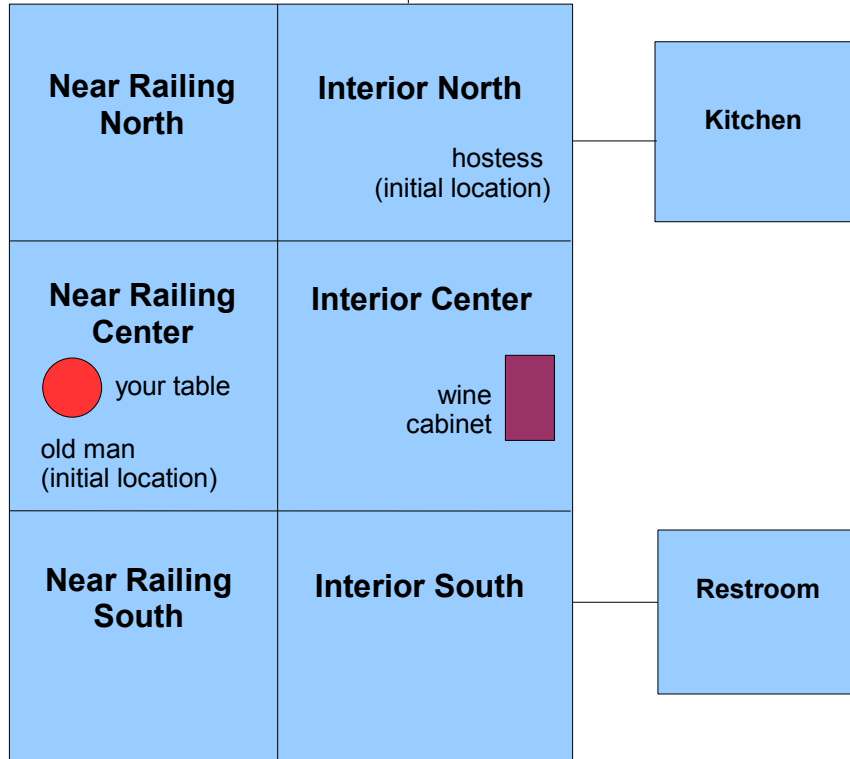 Near Railing
North
Interior North
hostess
(initial location)
Kitchen
Near Railing
Center
your table
old man
(initial location)
Interior Center
wine
cabinet
Near Railing
South
Interior South
Restroom